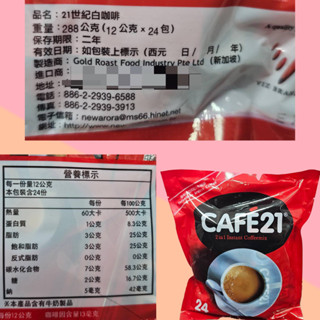 品名：21世紀白咖啡
重量：288公克（12公克×24包）
保存期限：二年
有效日期：如包裝上標示（西元 日／月／年）
製造商：Gold Roast Food Industry Pte Ltd（新加坡）
進口商
地址
電話：886-2-2939-6588
傳真：886-2-2939-3913
電子信箱：newarora@ms66.hinet.net
營養標示
每一份量12公克
本包裝含24份
每份 每100公克
熱量 60大卡 500大卡
蛋白質 1公克 8.3公克
脂肪 3公克 25公克
飽和脂肪 3公克 25公克
反式脂肪 0公克 0公克
碳水化合物 7公克 58.3公克
糖 2公克 16.7公克
鈉 5毫克 42毫克
※本產品含有牛奶製品
CAFÉ21
2in1 Instant Coffeemix
24